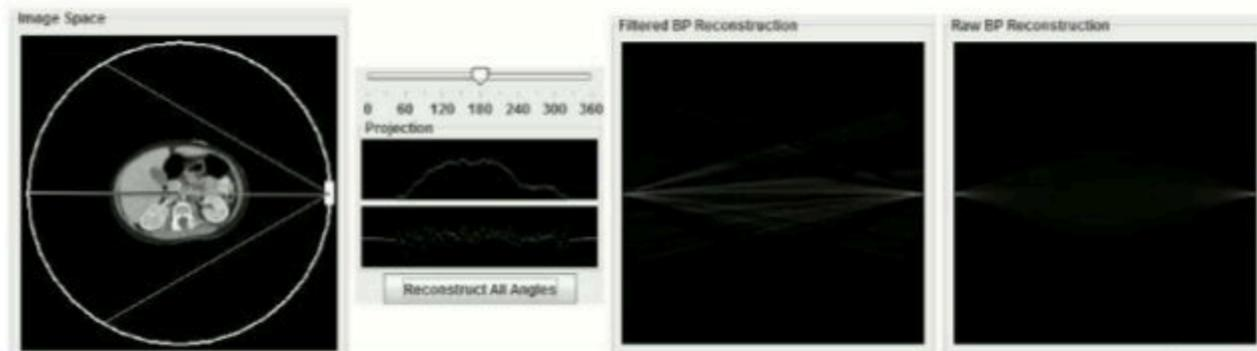 Image Space
0 60 120 180 240 300 360
Projection
Reconstruct All Angles
Filtered BP Reconstruction
Raw BP Reconstruction